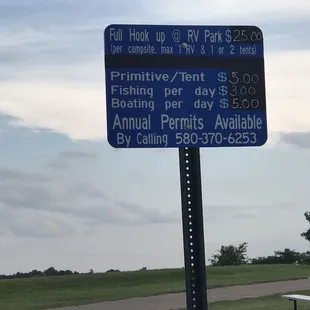 Full Hook up @ RV Park $25.00
(per campsite, max 1 RV & 1 or 2 tents)
Primitive/Tent $5.00
Fishing per day $3.00
Boating per day $5.00
Annual Permits Available
By Calling 580-370-6253